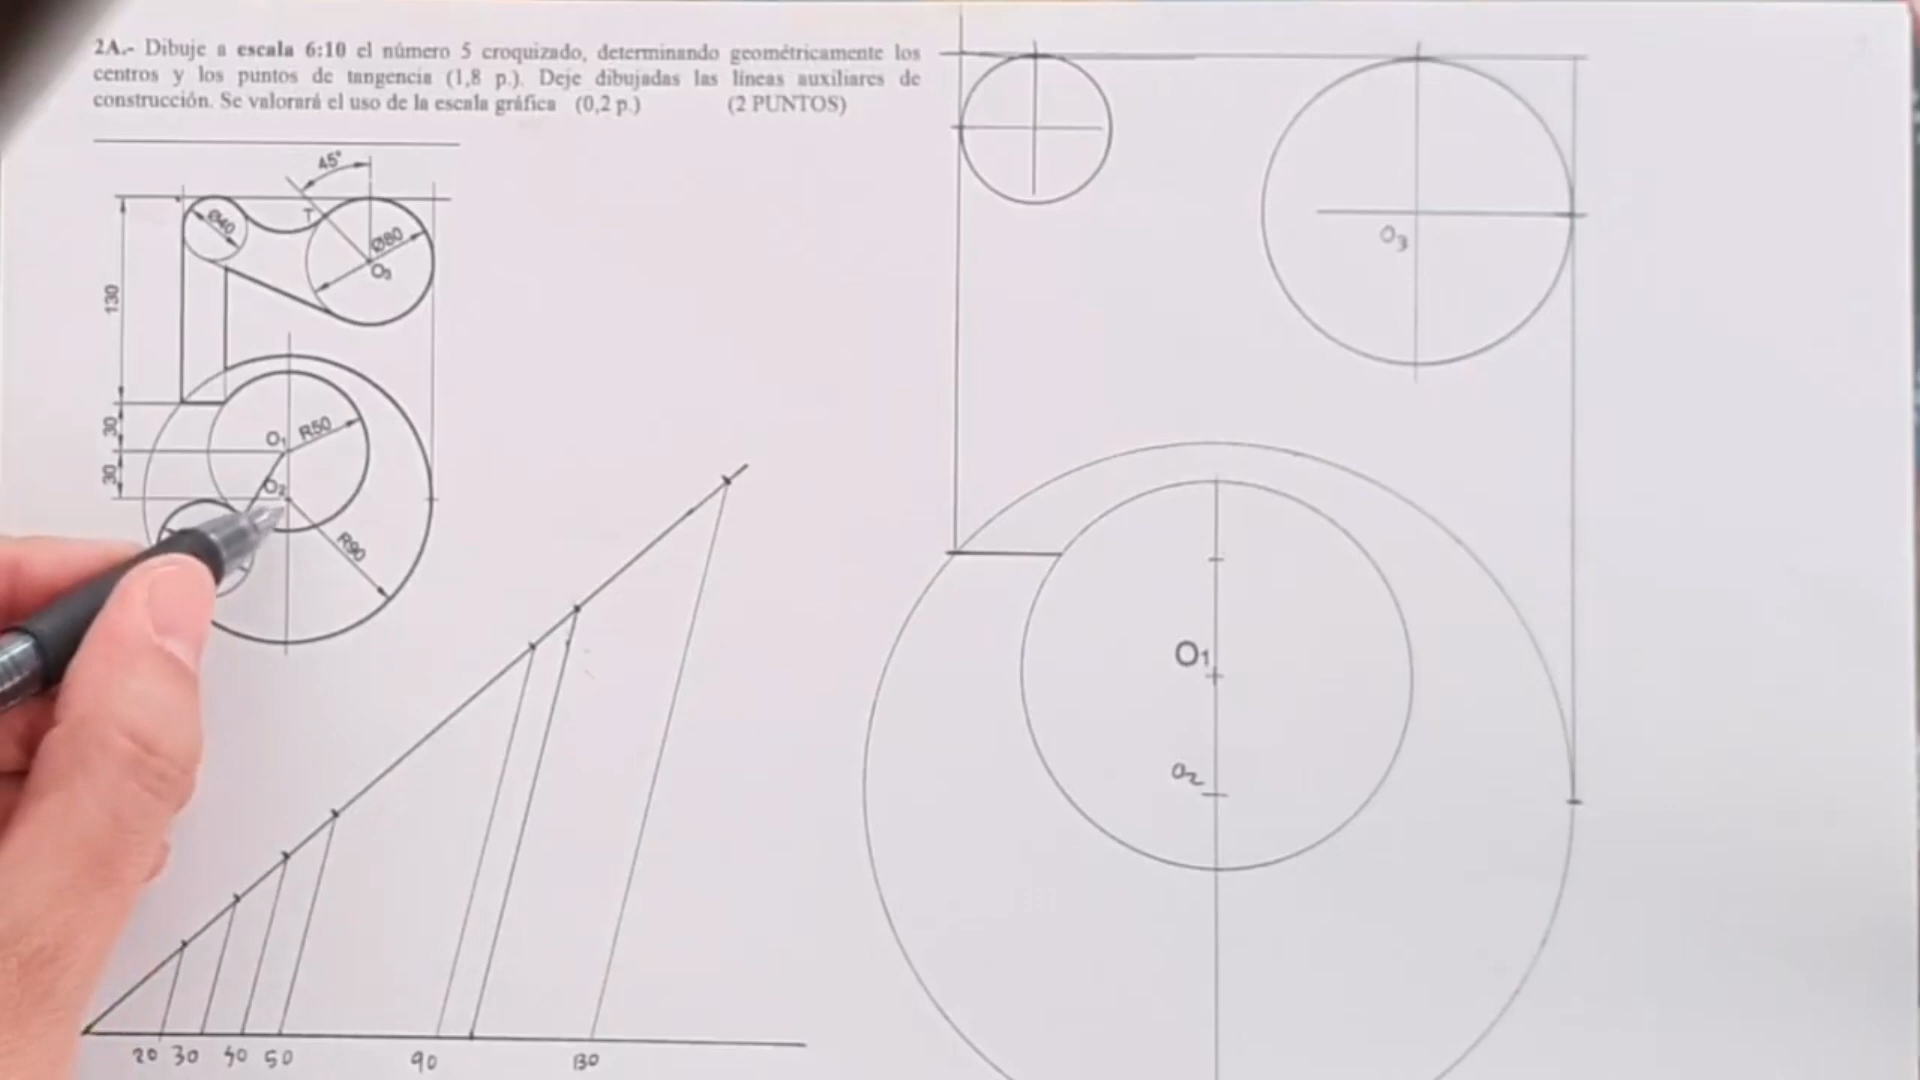 2A.- Dibuje a escala 6:10 el número 5 croquizado, determinando geométricamente los
centros y los puntos de tangencia (1,8 p.). Deje dibujadas las líneas auxiliares de
construcción. Se valorará el uso de la escala gráfica (0,2 p.) (2 PUNTOS)
45°
T
Ø40
Ø80
O3
130
30
O1
R50
30
O2
R90
O3
O1
O2
20 30 40 50 90 130